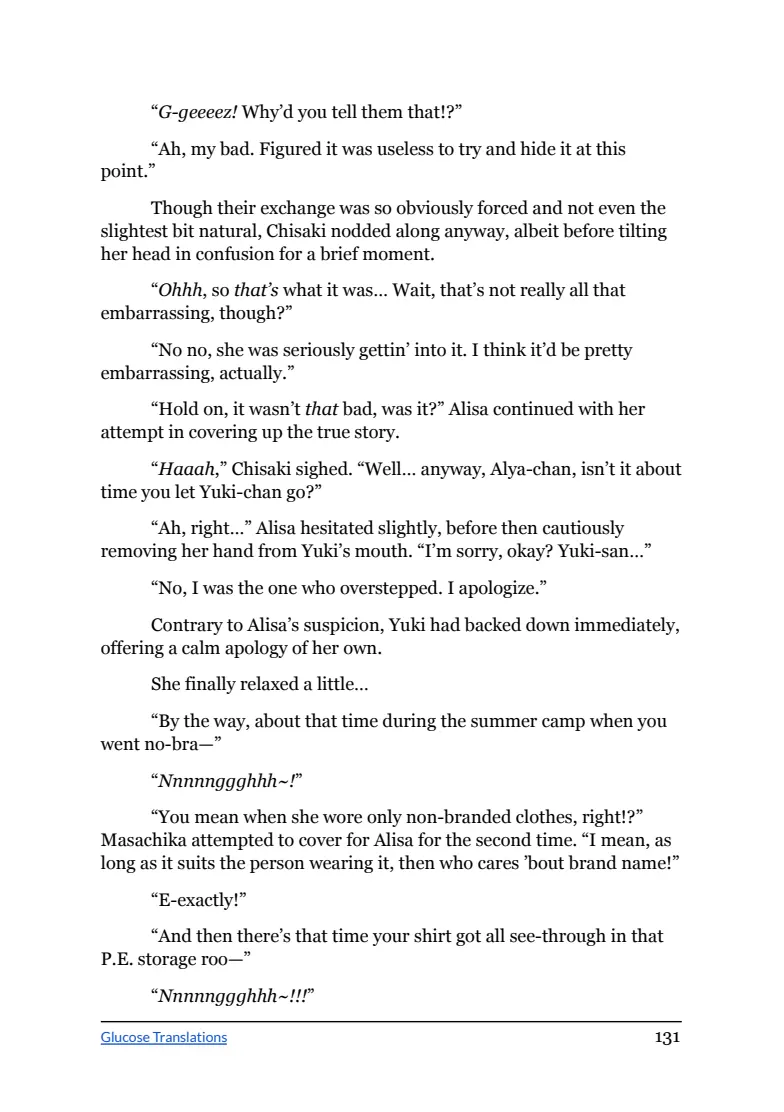 “G-geeeez! Why’d you tell them that!?”
“Ah, my bad. Figured it was useless to try and hide it at this
point.”
Though their exchange was so obviously forced and not even the
slightest bit natural, Chisaki nodded along anyway, albeit before tilting
her head in confusion for a brief moment.
“Ohhh, so that’s what it was… Wait, that’s not really all that
embarrassing, though?”
“No no, she was seriously gettin’ into it. I think it’d be pretty
embarrassing, actually.”
“Hold on, it wasn’t that bad, was it?” Alisa continued with her
attempt in covering up the true story.
“Haaah,” Chisaki sighed. “Well… anyway, Alya-chan, isn’t it about
time you let Yuki-chan go?”
“Ah, right…” Alisa hesitated slightly, before then cautiously
removing her hand from Yuki’s mouth. “I’m sorry, okay? Yuki-san…”
“No, I was the one who overstepped. I apologize.”
Contrary to Alisa’s suspicion, Yuki had backed down immediately,
offering a calm apology of her own.
She finally relaxed a little…
“By the way, about that time during the summer camp when you
went no-bra—”
“Nnnnnggghhh~!”
“You mean when she wore only non-branded clothes, right!?”
Masachika attempted to cover for Alisa for the second time. “I mean, as
long as it suits the person wearing it, then who cares ’bout brand name!”
“E-exactly!”
“And then there’s that time your shirt got all see-through in that
P.E. storage roo—”
“Nnnnnggghhh~!!!”
Glucose Translations 131